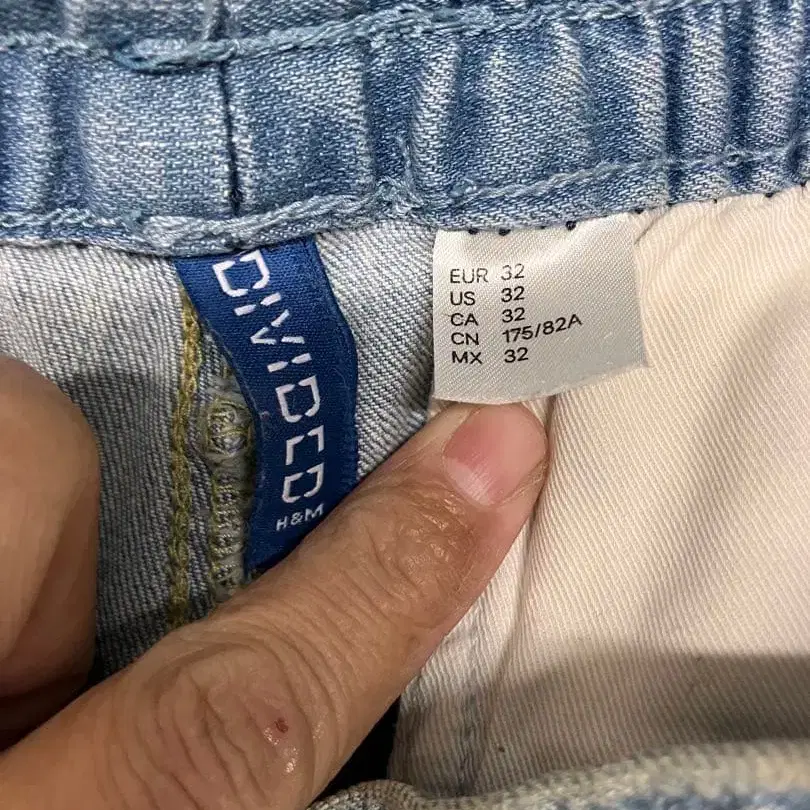 DIVIDED
H&M
EUR 32
US 32
CA 32
CN 175/82A
MX 32